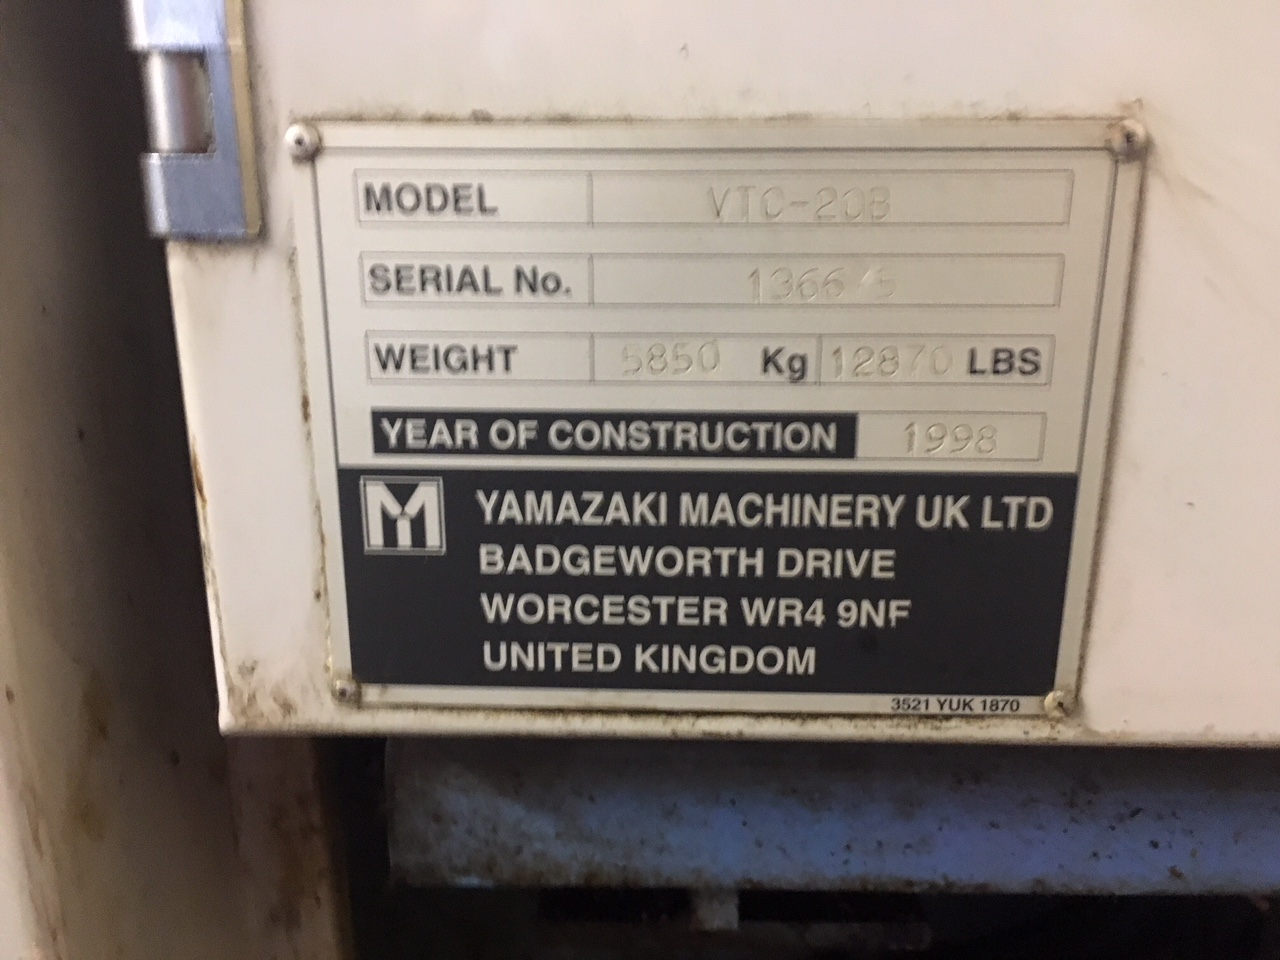 MODEL VTC-20B
SERIAL No. 136675
WEIGHT 5850 Kg 12870 LBS
YEAR OF CONSTRUCTION 1998
YAMAZAKI MACHINERY UK LTD
BADGEWORTH DRIVE
WORCESTER WR4 9NF
UNITED KINGDOM
3521 YUK 1870